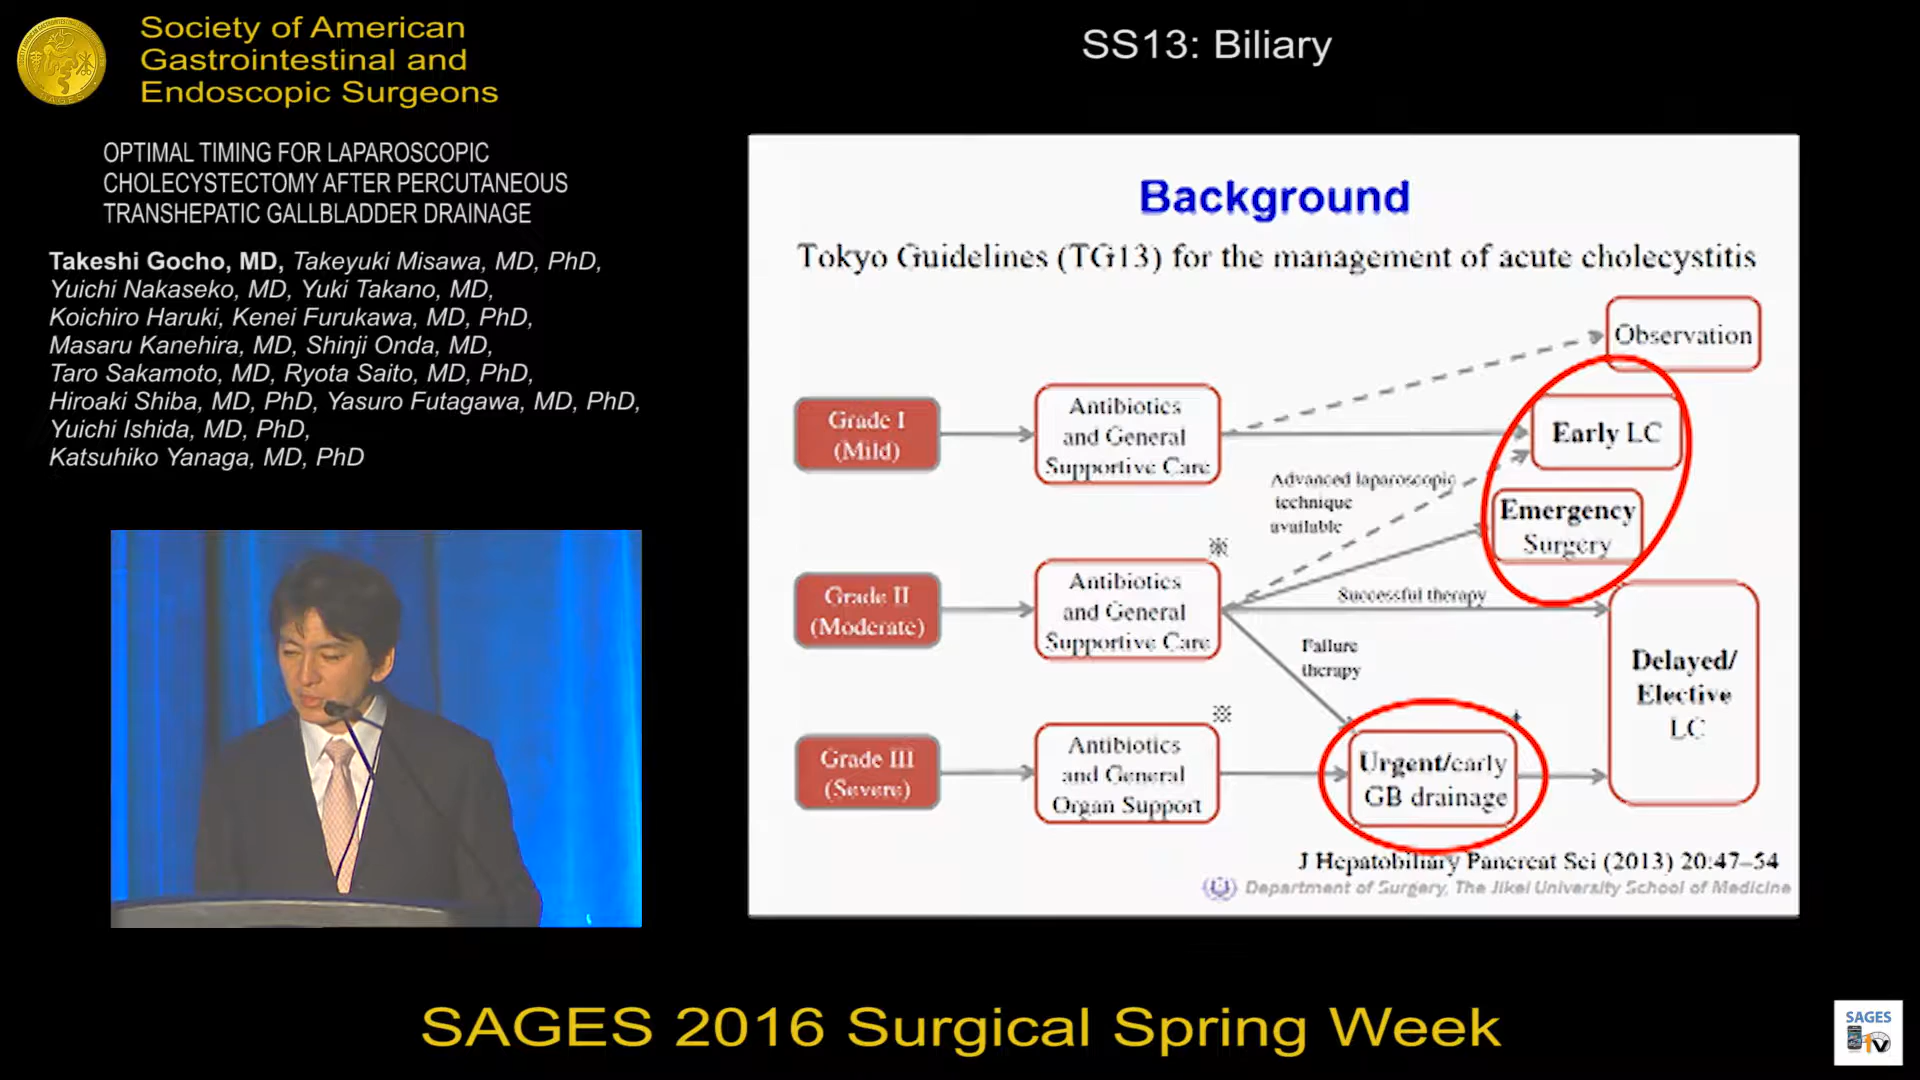 Society of American
Gastrointestinal and
Endoscopic Surgeons
SS13: Biliary
OPTIMAL TIMING FOR LAPAROSCOPIC
CHOLECYSTECTOMY AFTER PERCUTANEOUS
TRANSHEPATIC GALLBLADDER DRAINAGE
Takeshi Gocho, MD, Takeyuki Misawa, MD, PhD,
Yuichi Nakaseko, MD, Yuki Takano, MD,
Koichiro Haruki, Kenei Furukawa, MD, PhD,
Masaru Kanehira, MD, Shinji Onda, MD,
Taro Sakamoto, MD, Ryota Saito, MD, PhD,
Hiroaki Shiba, MD, PhD, Yasuro Futagawa, MD, PhD,
Yuichi Ishida, MD, PhD,
Katsuhiko Yanaga, MD, PhD
Background
Tokyo Guidelines (TG13) for the management of acute cholecystitis
Observation
Grade I
(Mild)
Antibiotics
and General
Supportive Care
Early LC
Advanced laparoscopic
technique
available
Emergency
Surgery
※
Grade II
(Moderate)
Antibiotics
and General
Supportive Care
Successful therapy
Failure
therapy
Delayed/
Elective
LC
※
Grade III
(Severe)
Antibiotics
and General
Organ Support
Urgent/early
GB drainage
J Hepatobiliary Pancreat Sci (2013) 20:47–54
Department of Surgery, The Jikei University School of Medicine
SAGES 2016 Surgical Spring Week
SAGES
TV